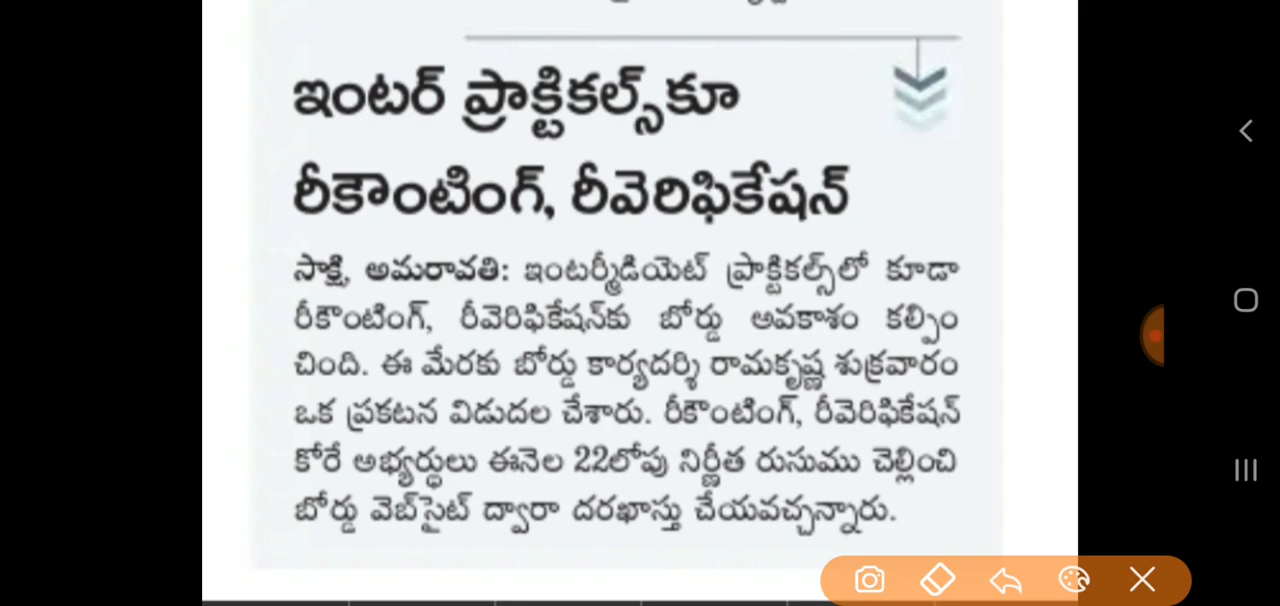 ఇంటర్ ప్రాక్టికల్స్‌కూ
రీకౌంటింగ్, రీవెరిఫికేషన్
సాక్షి, అమరావతి: ఇంటర్మీడియెట్ ప్రాక్టికల్స్‌లో కూడా
రీకౌంటింగ్, రీవెరిఫికేషన్‌కు బోర్డు అవకాశం కల్పిం
చింది. ఈ మేరకు బోర్డు కార్యదర్శి రామకృష్ణ శుక్రవారం
ఒక ప్రకటన విడుదల చేశారు. రీకౌంటింగ్, రీవెరిఫికేషన్
కోరే అభ్యర్థులు ఈనెల 22లోపు నిర్ణీత రుసుము చెల్లించి
బోర్డు వెబ్‌సైట్ ద్వారా దరఖాస్తు చేయవచ్చన్నారు.